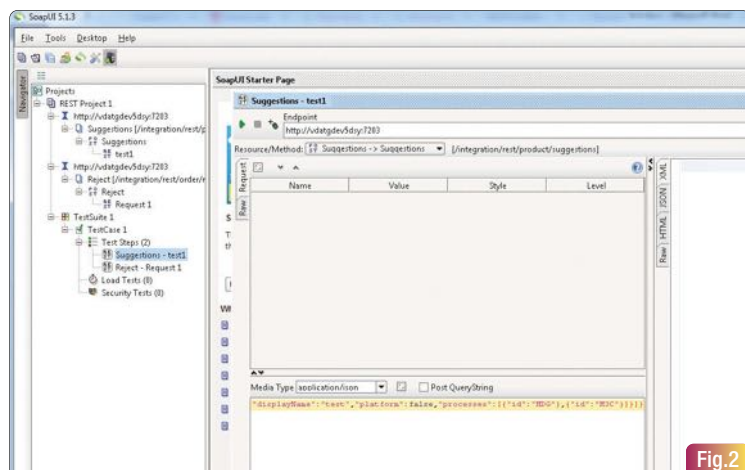 SoapUI 5.1.3
File Tools Desktop Help
Navigator
Projects
REST Project 1
http://vdatgdev5dsy:7203
Suggestions [/integration/rest/p
Suggestions
test1
http://vdatgdev5dsy:7203
Reject [/integration/rest/order/r
Reject
Request 1
TestSuite 1
TestCase 1
Test Steps (2)
Suggestions - test1
Reject - Request 1
Load Tests (0)
Security Tests (0)
SoapUI Starter Page
Suggestions - test1
Endpoint
http://vdatgdev5dsy:7203
Resource/Method: Suggestions -> Suggestions [/integration/rest/product/suggestions]
Request
Raw
Name Value Style Level
XML
JSON
HTML
Raw
Media Type application/json Post QueryString
"displayName":"test","platform":false,"processes":[{"id":"MDG"},{"id":"M3C"}]}]}
Fig.2